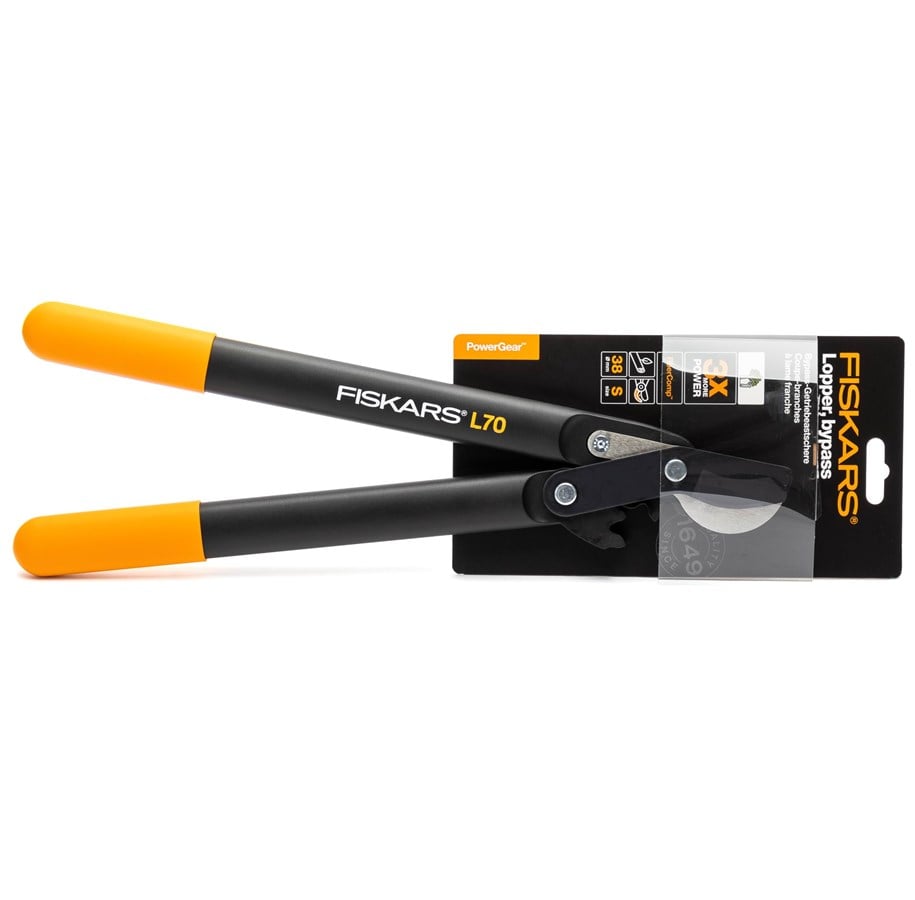 FISKARS® L70
PowerGear™
FISKARS®
Lopper, bypass
Bypass-Getriebeastschere
Coupe-branches
à lame franche
3X
MORE
POWER
38
Ø mm
S
size
QUALITY
1649
SINCE